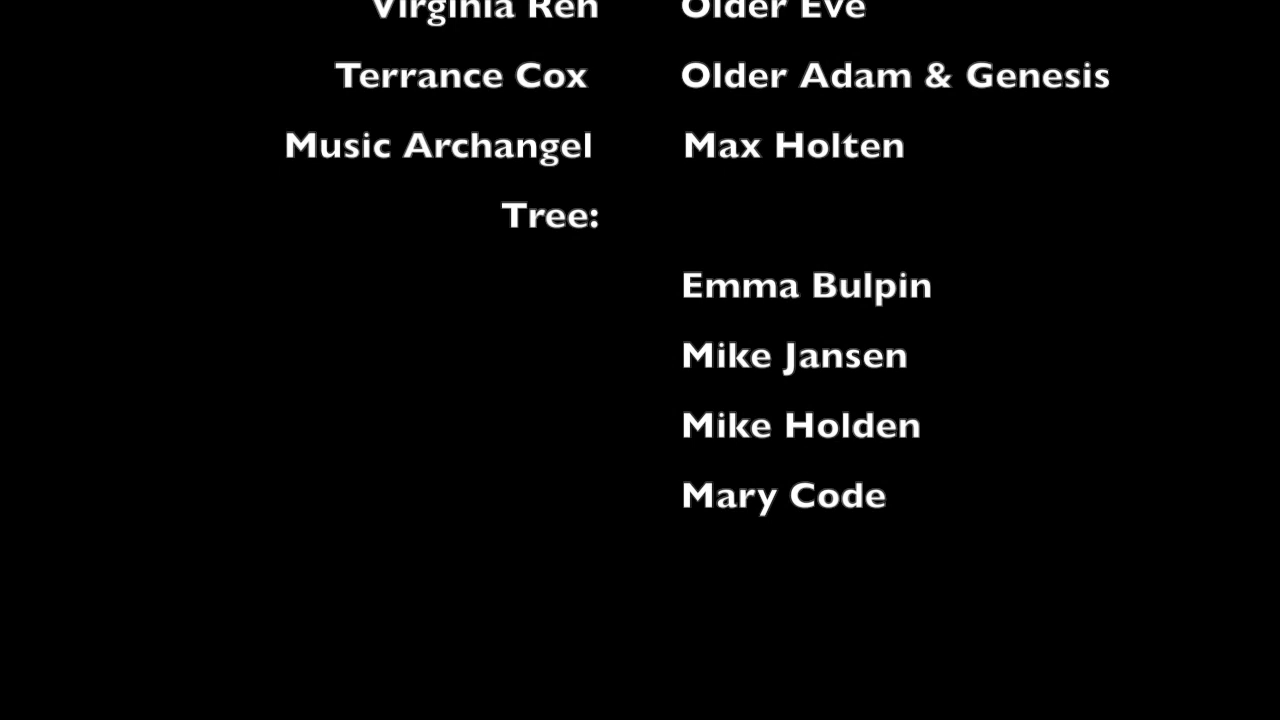 Virginia Reh Older Eve
Terrance Cox Older Adam & Genesis
Music Archangel Max Holten
Tree:
Emma Bulpin
Mike Jansen
Mike Holden
Mary Code